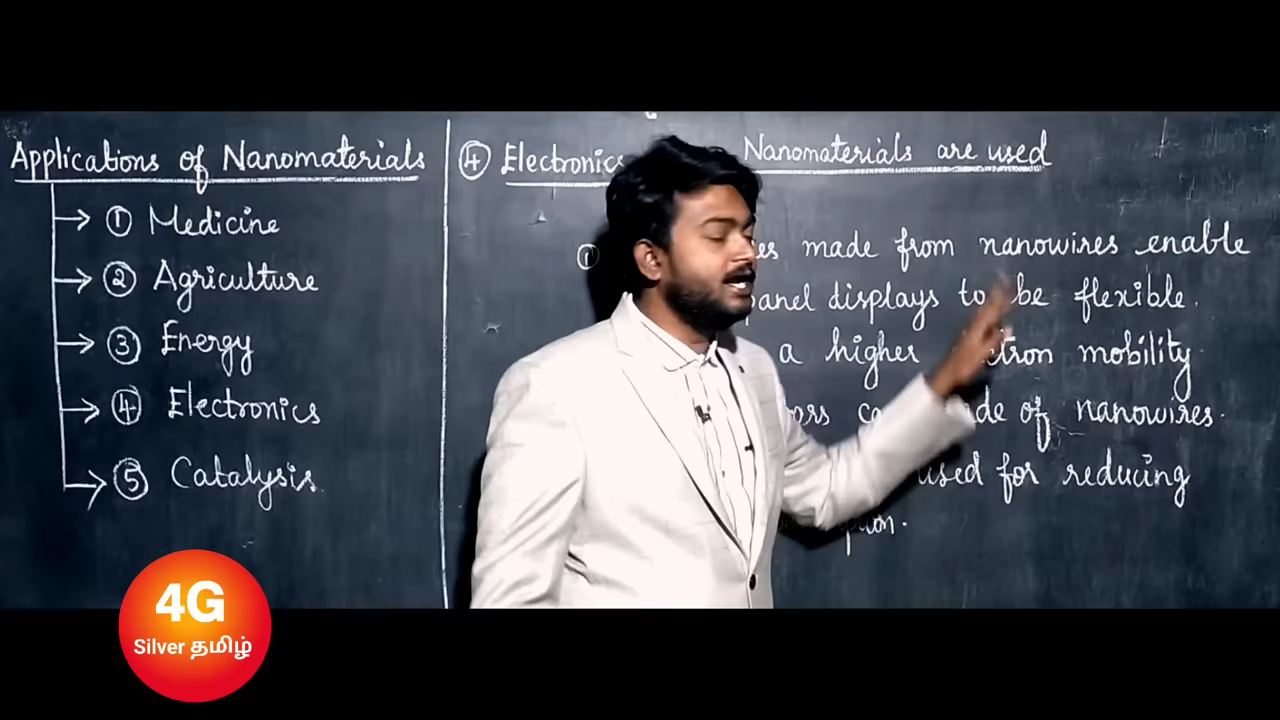 Applications of Nanomaterials
① Medicine
② Agriculture
③ Energy
④ Electronics
⑤ Catalysis
④ Electronics
Nanomaterials are used
① made from nanowires enable
panel displays to be flexible.
a higher mobility
of nanowires.
used for reducing
4G
Silver தமிழ்